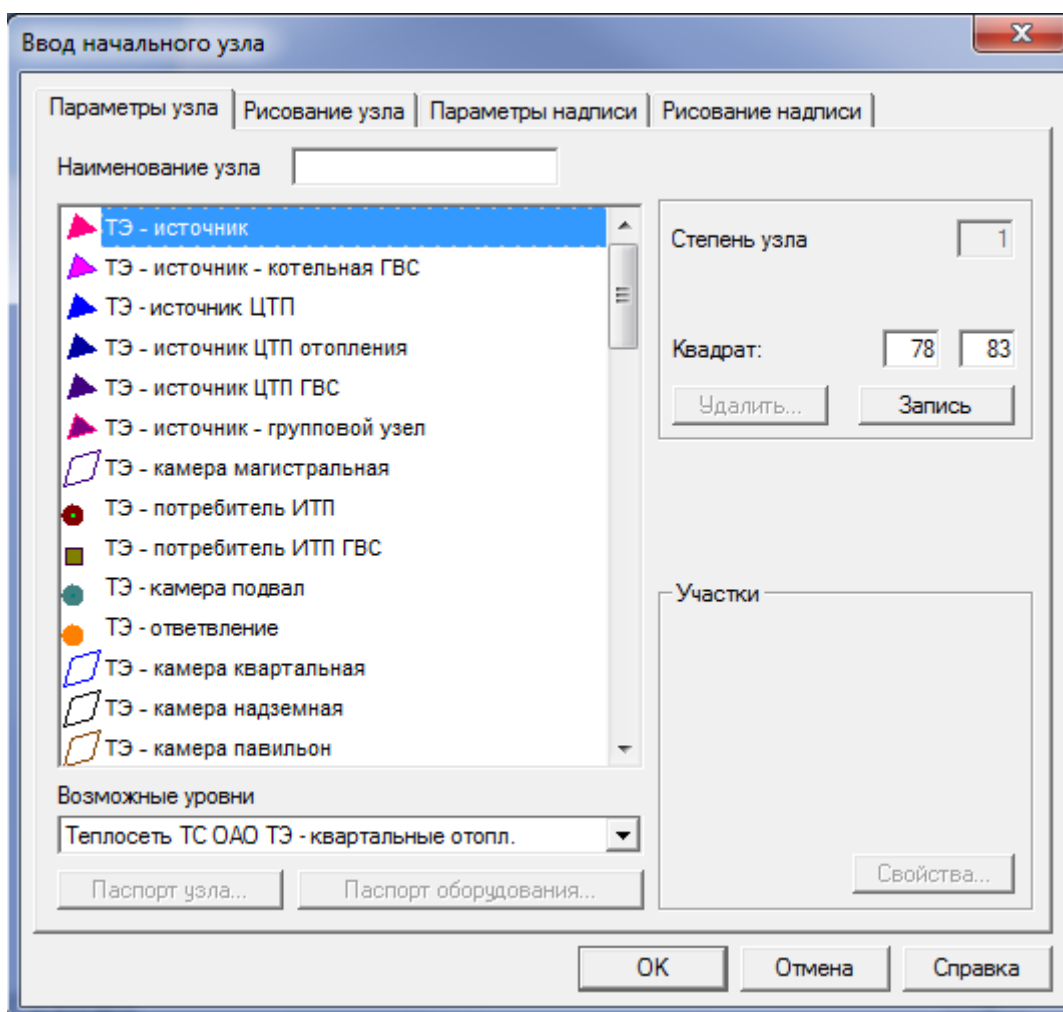 Ввод начального узла
Параметры узла
Рисование узла
Параметры надписи
Рисование надписи
Наименование узла
ТЭ - источник
ТЭ - источник - котельная ГВС
ТЭ - источник ЦТП
ТЭ - источник ЦТП отопления
ТЭ - источник ЦТП ГВС
ТЭ - источник - групповой узел
ТЭ - камера магистральная
ТЭ - потребитель ИТП
ТЭ - потребитель ИТП ГВС
ТЭ - камера подвал
ТЭ - ответвление
ТЭ - камера квартальная
ТЭ - камера надземная
ТЭ - камера павильон
Возможные уровни
Теплосеть ТС ОАО ТЭ - квартальные отопл.
Паспорт узла...
Паспорт оборудования...
Степень узла 1
Квадрат: 78 83
Удалить...
Запись
Участки
Свойства...
OK
Отмена
Справка